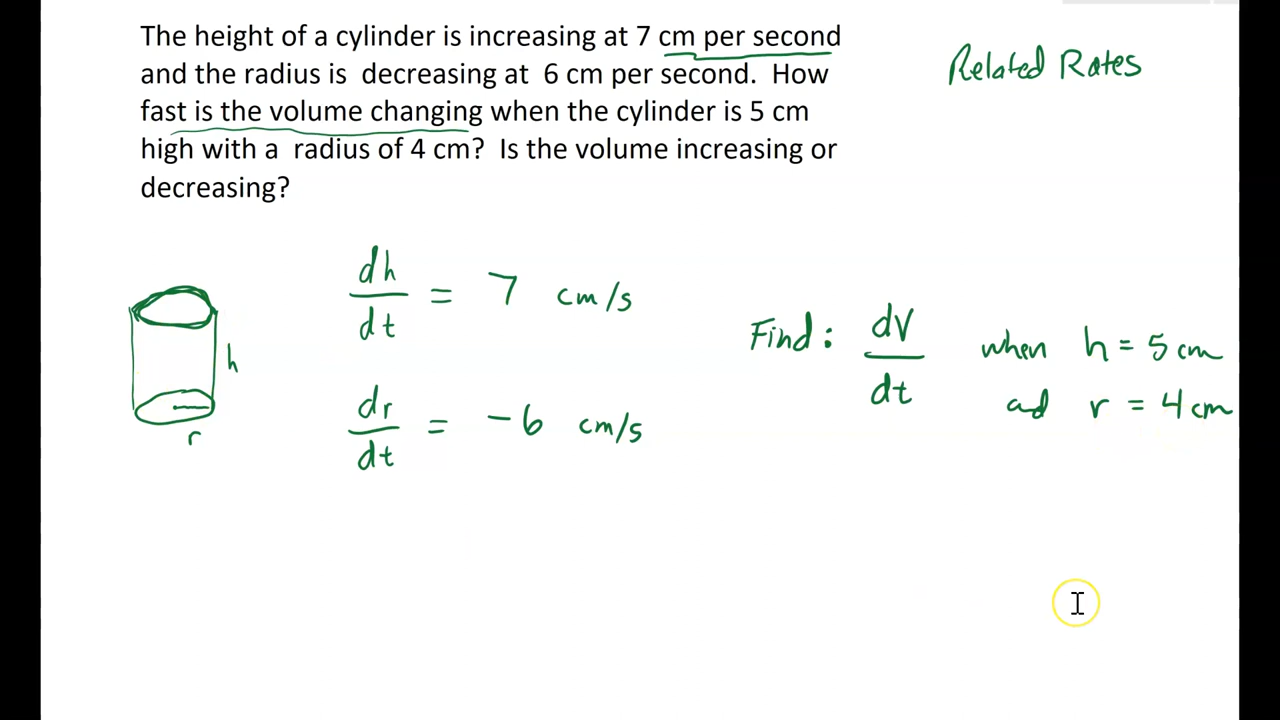 The height of a cylinder is increasing at 7 cm per second
and the radius is decreasing at 6 cm per second. How
fast is the volume changing when the cylinder is 5 cm
high with a radius of 4 cm? Is the volume increasing or
decreasing?
Related Rates
dh/dt = 7 cm/s
dr/dt = -6 cm/s
h
r
Find: dV/dt when h = 5 cm
ad r = 4 cm